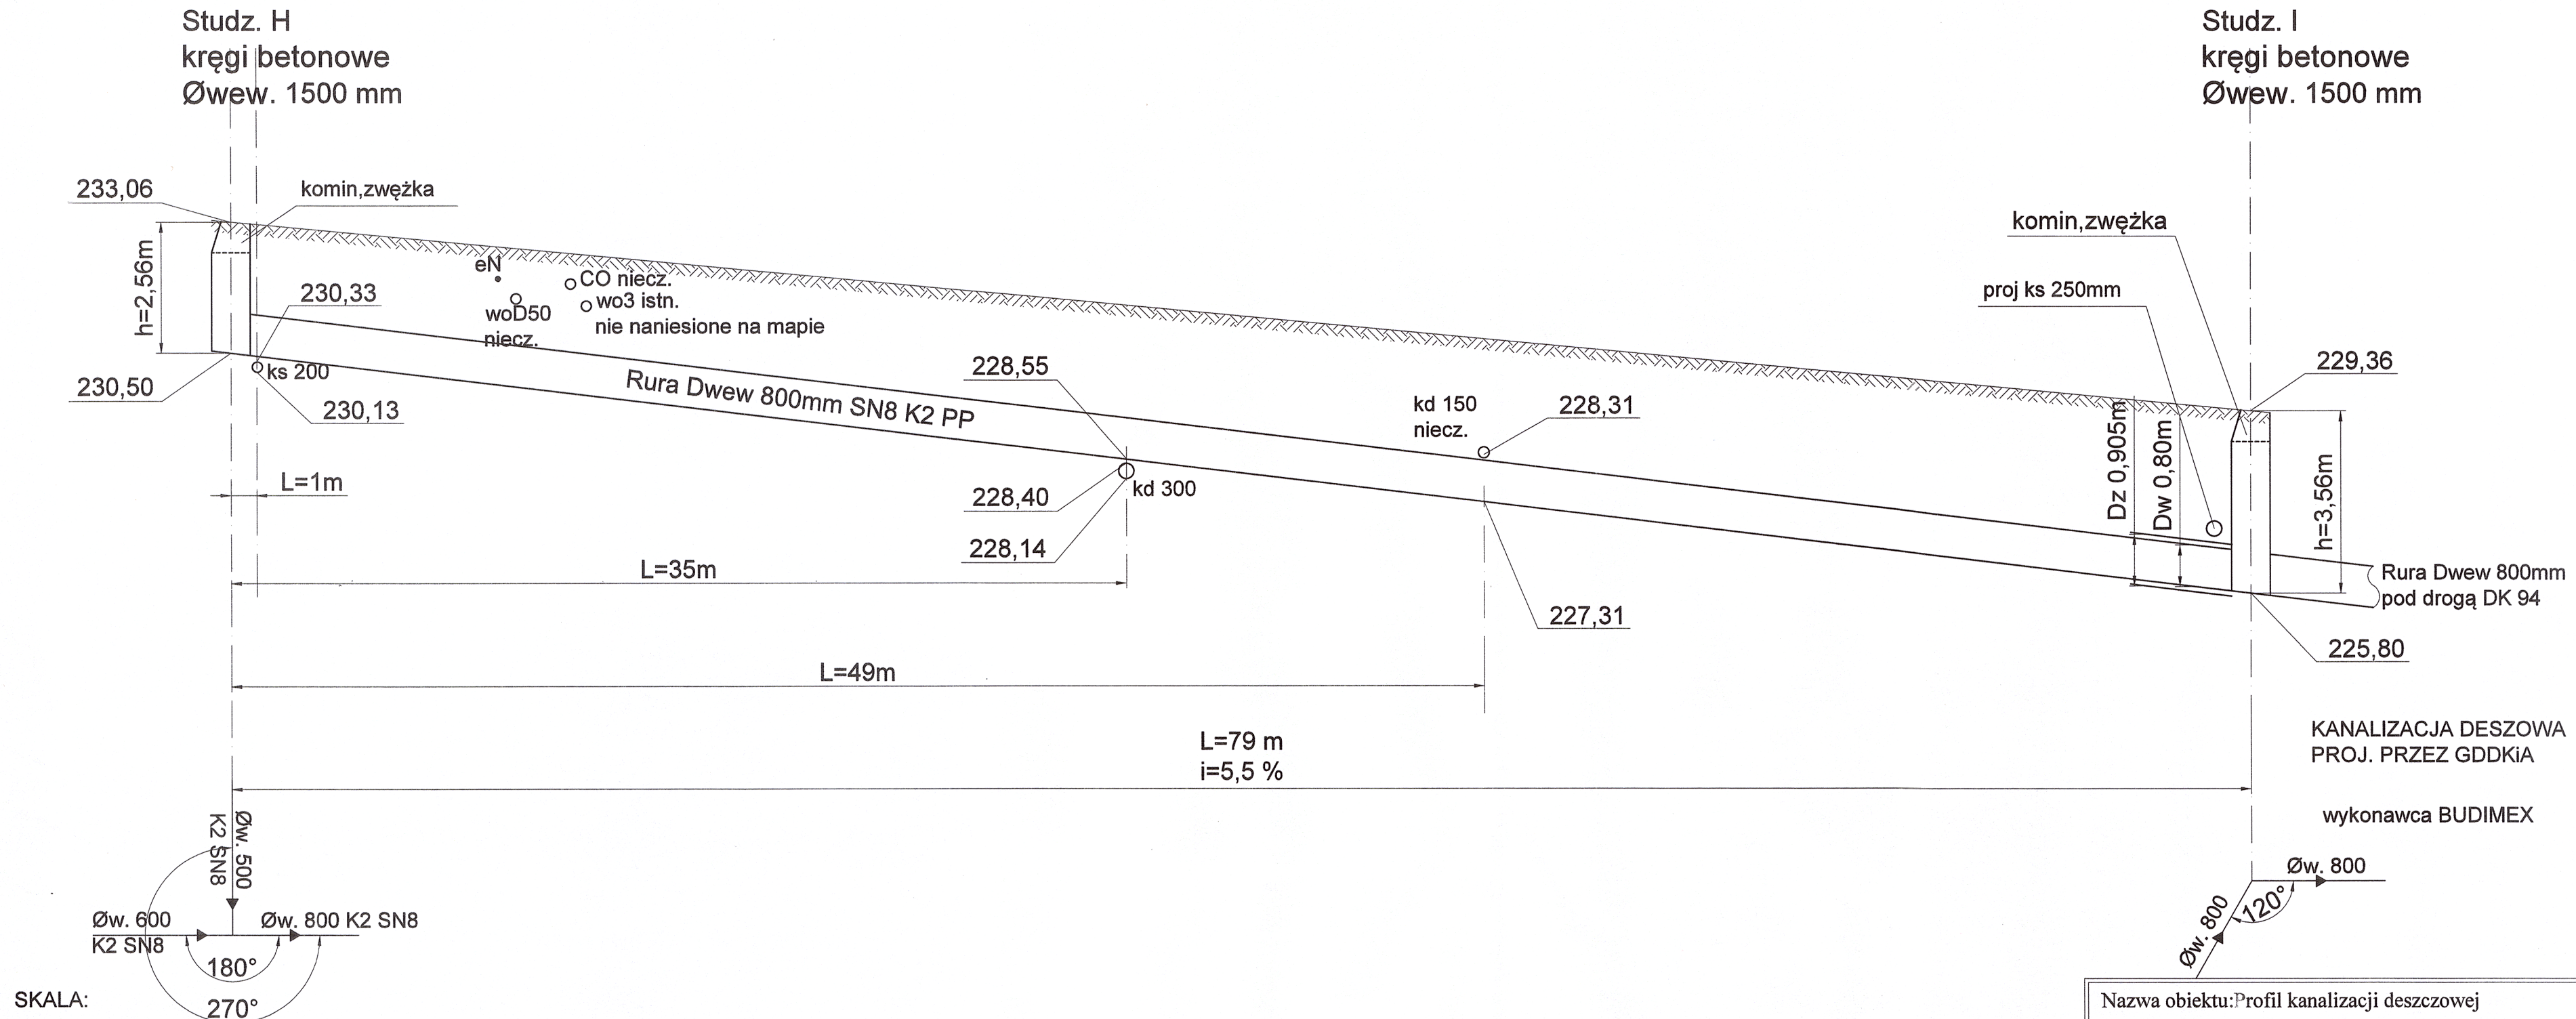 Studz. H
kręgi betonowe
Øwew. 1500 mm
Studz. I
kręgi betonowe
Øwew. 1500 mm
233,06
komin,zwężka
h=2,56m
230,33
eN
CO niecz.
woD50
niecz.
wo3 istn.
nie naniesione na mapie
230,50
ks 200
230,13
L=1m
Rura Dwew 800mm SN8 K2 PP
228,55
228,40
kd 300
228,14
L=35m
kd 150
niecz.
228,31
227,31
L=49m
komin,zwężka
proj ks 250mm
229,36
Dz 0,905m
Dw 0,80m
h=3,56m
Rura Dwew 800mm
pod drogą DK 94
225,80
L=79 m
i=5,5 %
KANALIZACJA DESZOWA
PROJ. PRZEZ GDDKiA
wykonawca BUDIMEX
Øw. 500
K2 SN8
Øw. 600
K2 SN8
Øw. 800 K2 SN8
180°
270°
Øw. 800
Øw. 800
120°
SKALA:
Nazwa obiektu:Profil kanalizacji deszczowej